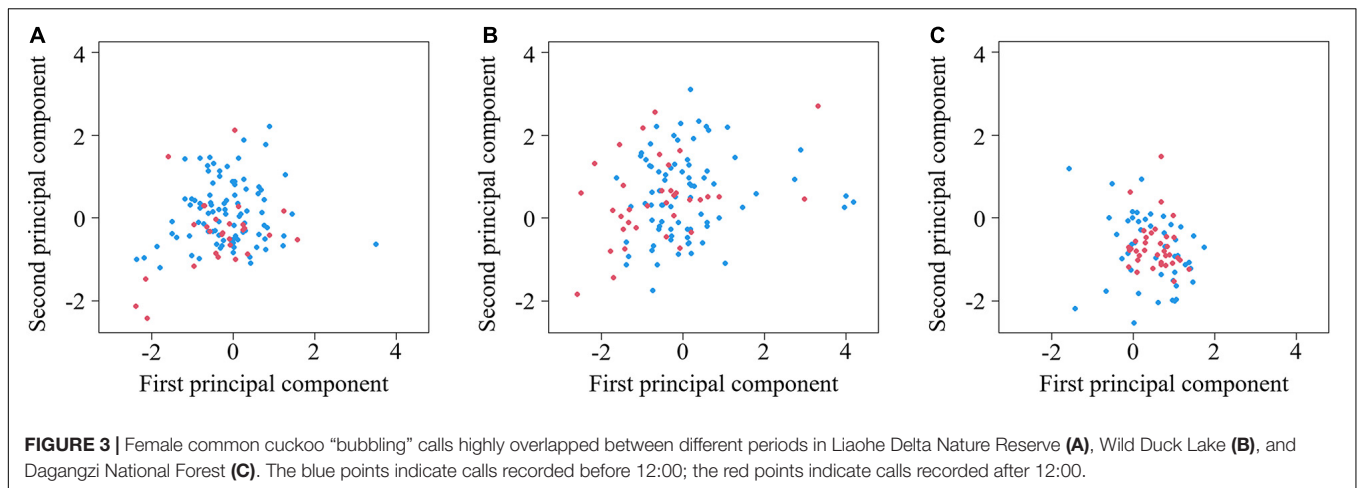 A
B
C
4
2
0
-2
Second principal component
-2
0
2
4
First principal component
4
2
0
-2
Second principal component
-2
0
2
4
First principal component
4
2
0
-2
Second principal component
-2
0
2
4
First principal component
FIGURE 3 | Female common cuckoo “bubbling” calls highly overlapped between different periods in Liaohe Delta Nature Reserve (A), Wild Duck Lake (B), and
Dagangzi National Forest (C). The blue points indicate calls recorded before 12:00; the red points indicate calls recorded after 12:00.